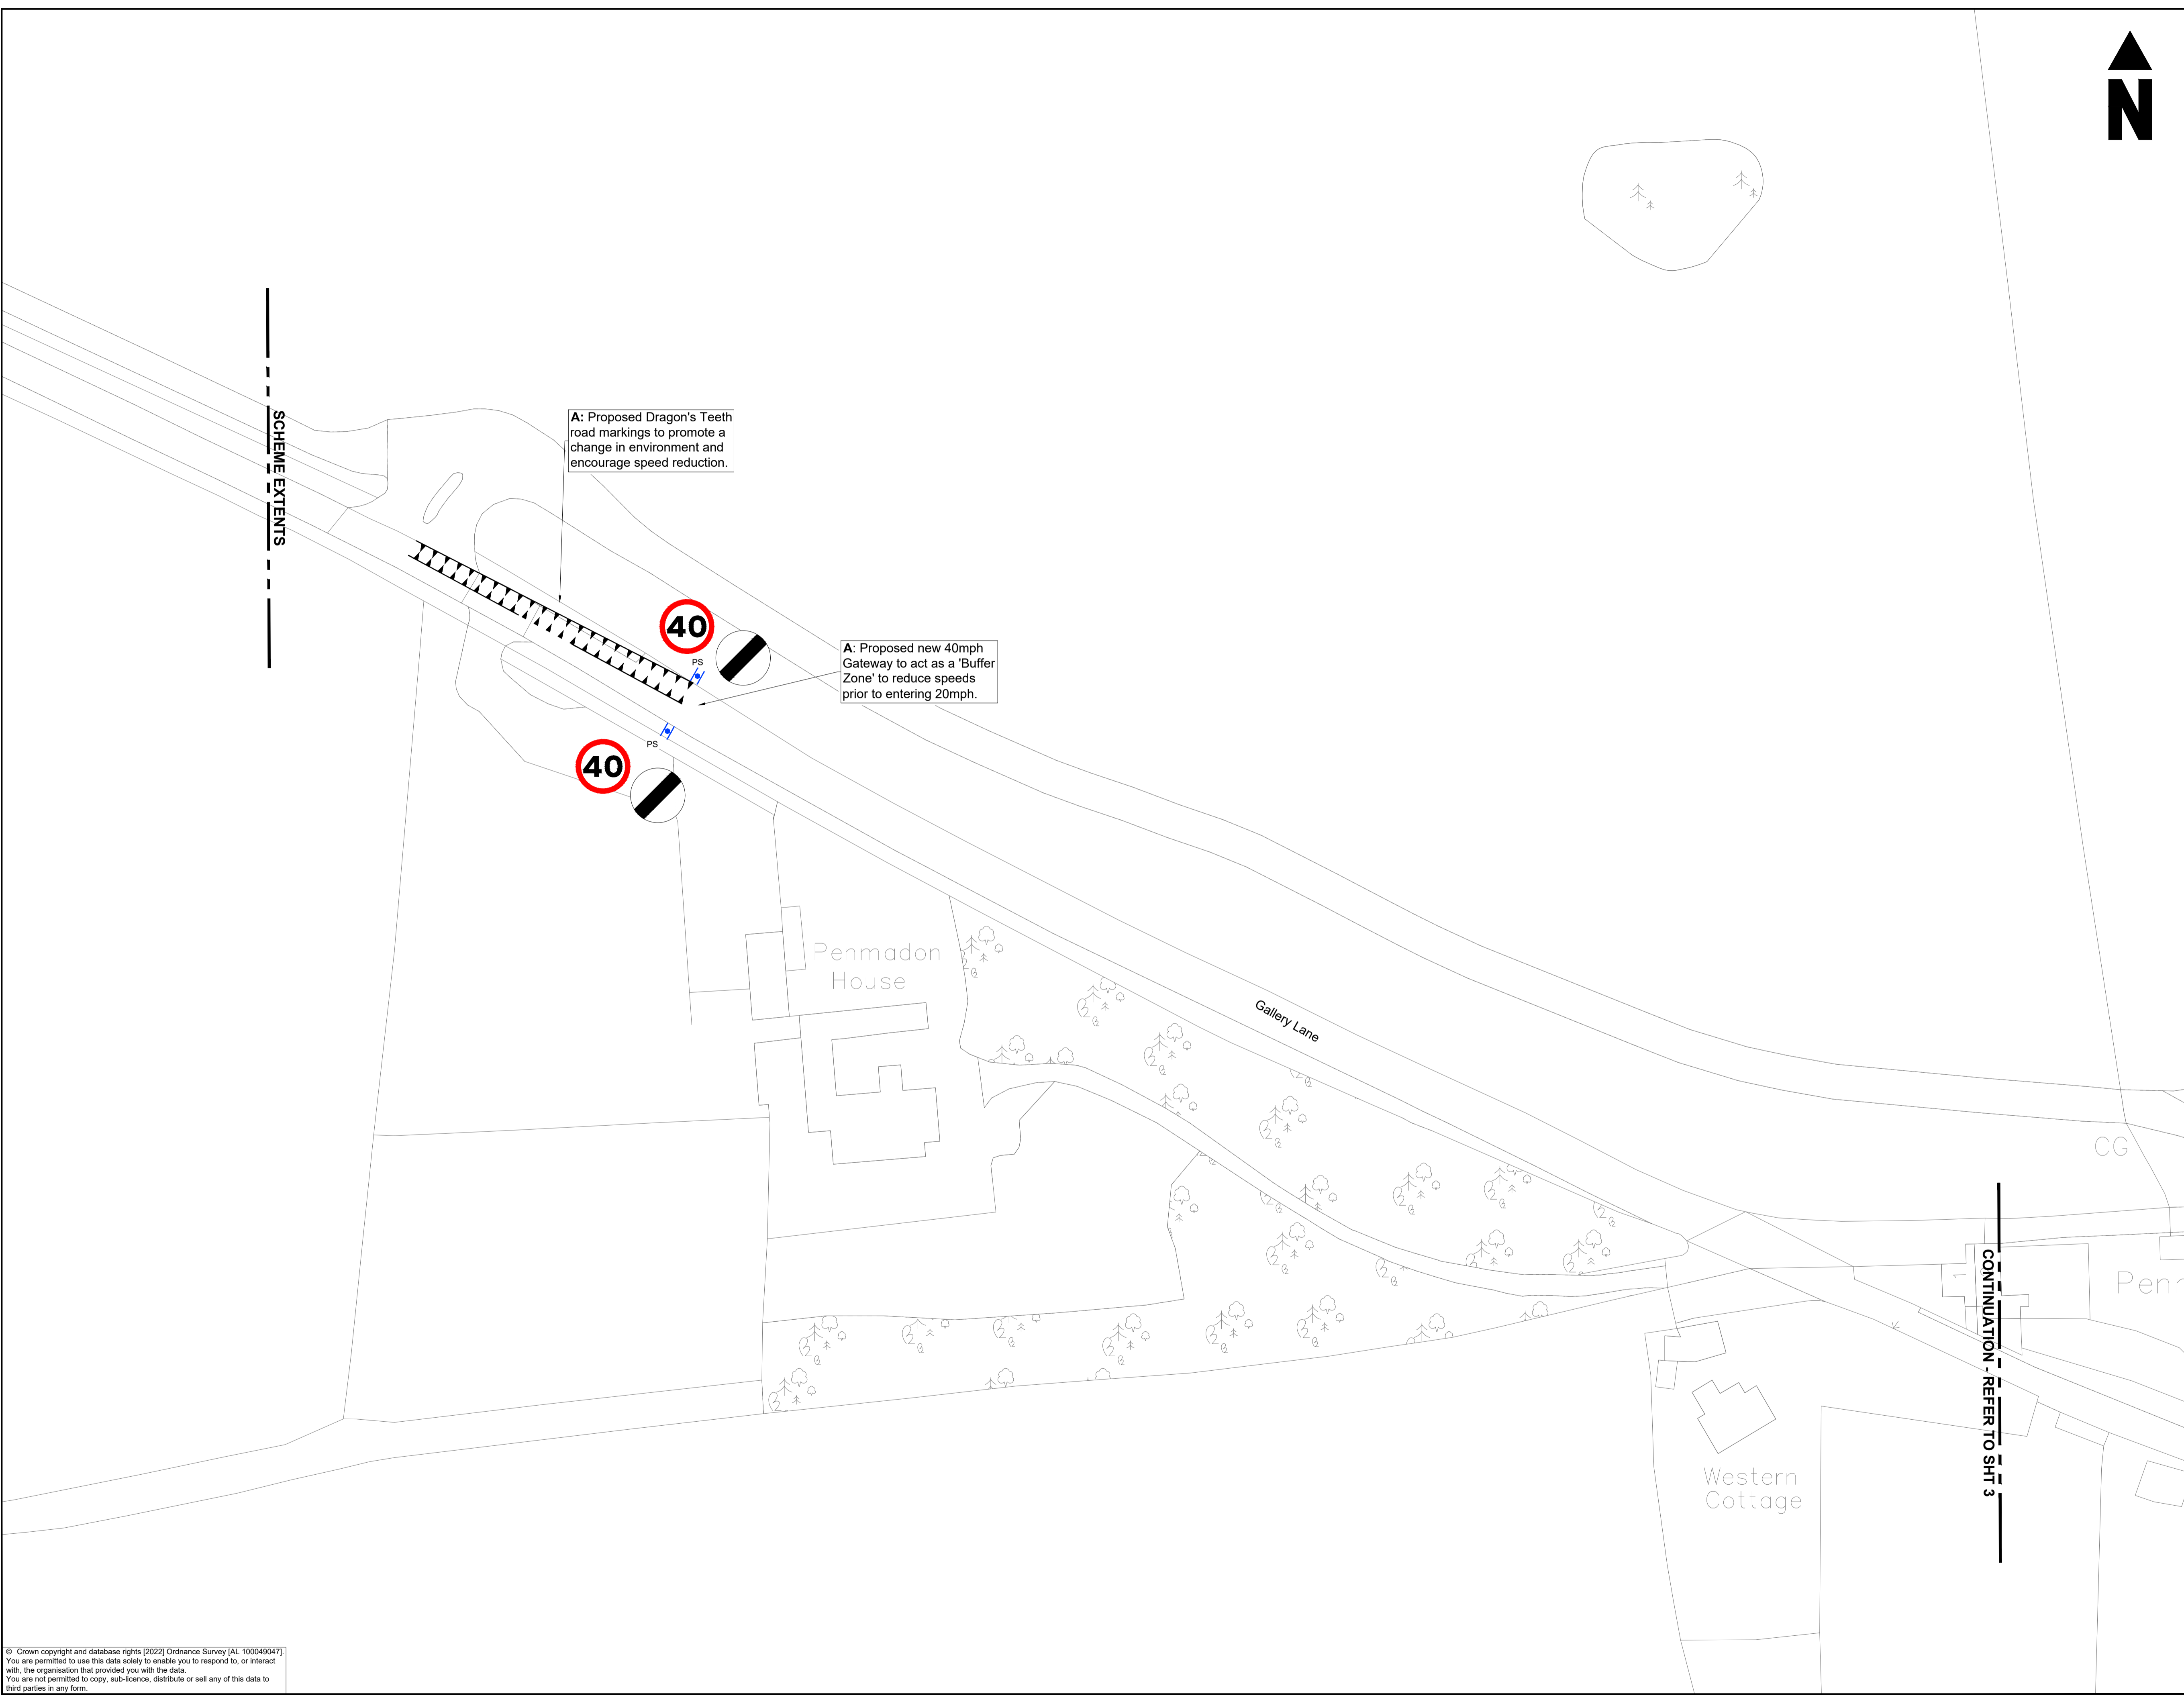 N
SCHEME EXTENTS
A: Proposed Dragon's Teeth
road markings to promote a
change in environment and
encourage speed reduction.
40
PS
A: Proposed new 40mph
Gateway to act as a 'Buffer
Zone' to reduce speeds
prior to entering 20mph.
PS
40
Penmadon
House
Gallery Lane
CG
CONTINUATION - REFER TO SHT 3
Western
Cottage
© Crown copyright and database rights [2022] Ordnance Survey [AL 100049047].
You are permitted to use this data solely to enable you to respond to, or interact
with, the organisation that provided you with the data.
You are not permitted to copy, sub-licence, distribute or sell any of this data to
third parties in any form.